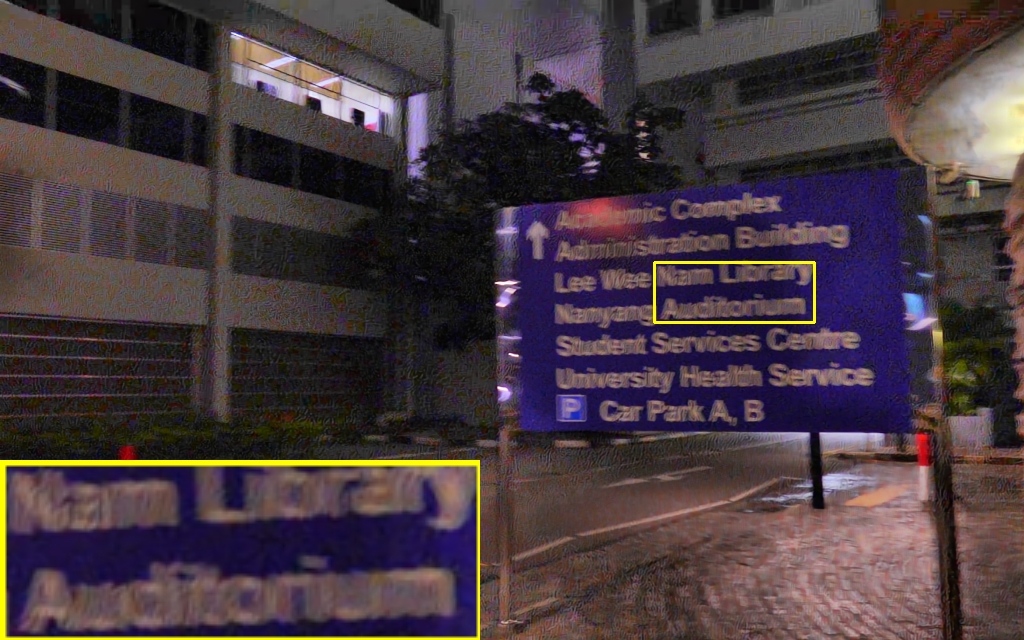 Academic Complex
Administration Building
Lee Wee Nam Library
Nanyang Auditorium
Student Services Centre
University Health Service
P Car Park A, B
Nam Library
Auditorium